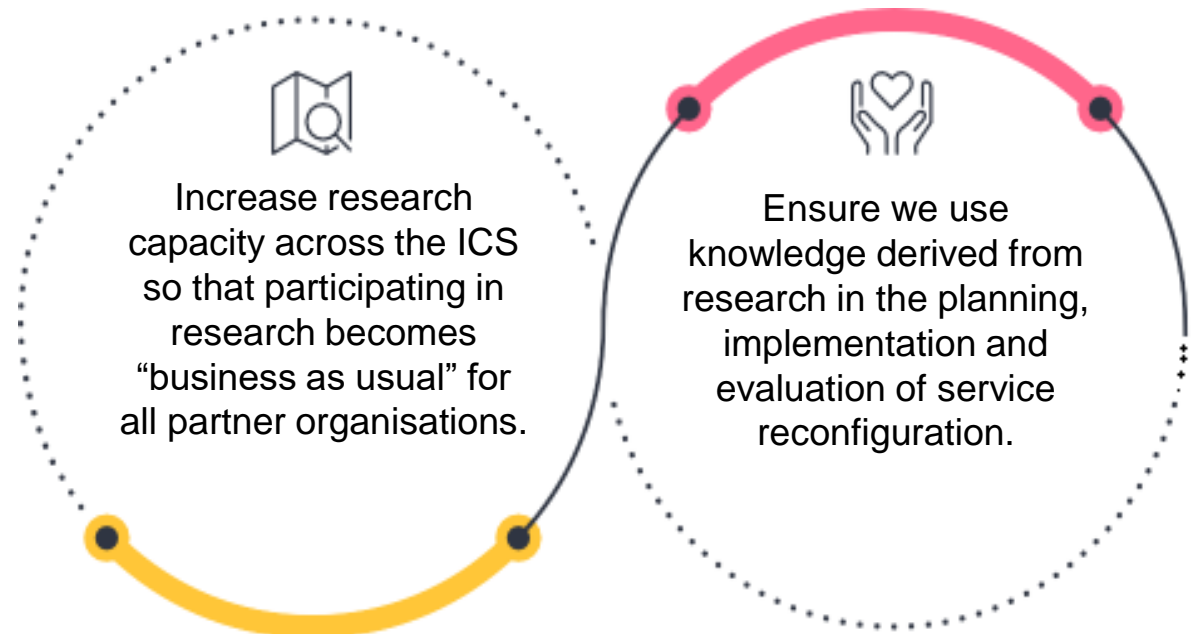 Increase research
capacity across the ICS
so that participating in
research becomes
“business as usual” for
all partner organisations.
Ensure we use
knowledge derived from
research in the planning,
implementation and
evaluation of service
reconfiguration.